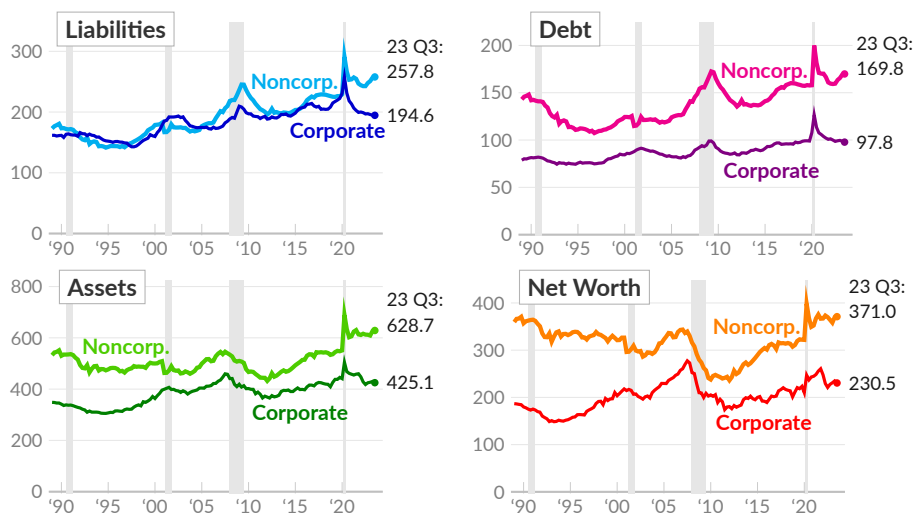 Liabilities
23 Q3:
257.8
194.6
Noncorp.
Corporate
300
200
100
0
‘90 ‘95 ‘00 ‘05 ‘10 ‘15 ‘20
Debt
23 Q3:
169.8
97.8
Noncorp.
Corporate
200
150
100
50
0
‘90 ‘95 ‘00 ‘05 ‘10 ‘15 ‘20
Assets
23 Q3:
628.7
425.1
Noncorp.
Corporate
800
600
400
200
0
‘90 ‘95 ‘00 ‘05 ‘10 ‘15 ‘20
Net Worth
23 Q3:
371.0
230.5
Noncorp.
Corporate
400
300
200
100
0
‘90 ‘95 ‘00 ‘05 ‘10 ‘15 ‘20